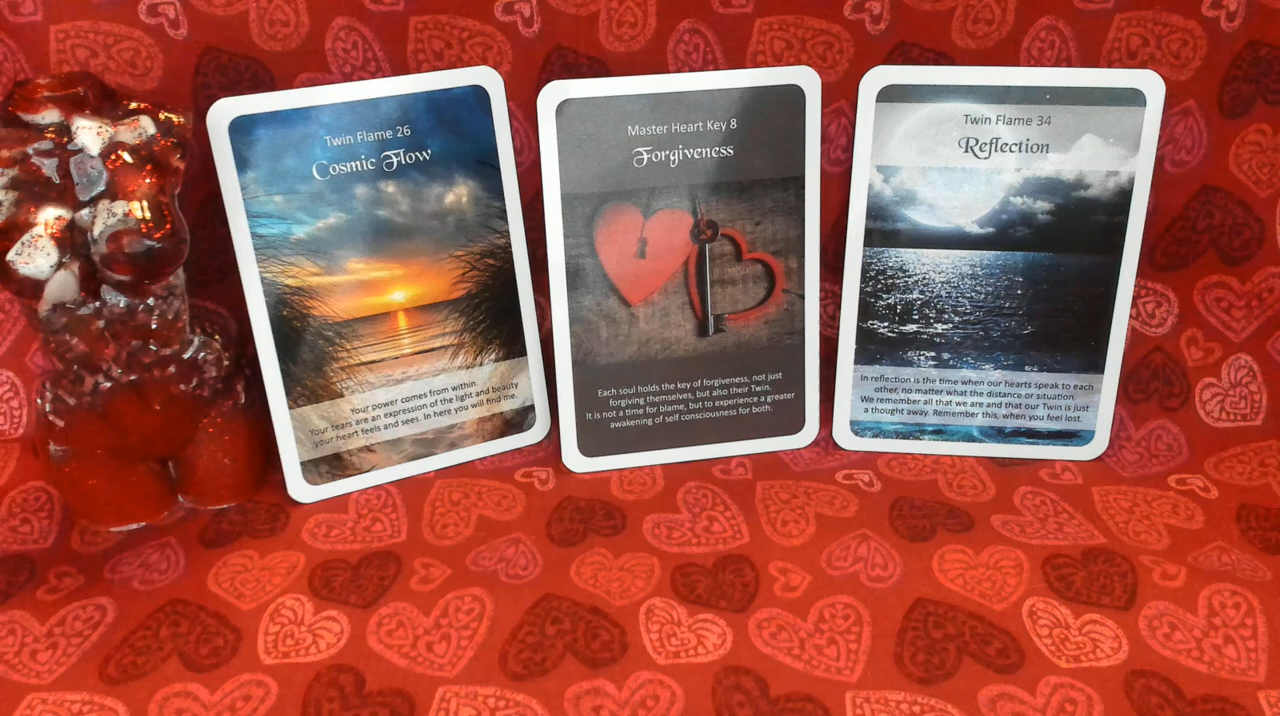 Twin Flame 26
Cosmic Flow
Your power comes from within.
Your tears are an expression of the light and beauty
your heart feels and sees. In here you will find me.
Master Heart Key 8
Forgiveness
Each soul holds the key of forgiveness, not just
forgiving themselves, but also their Twin.
It is not a time for blame, but to experience a greater
awakening of self consciousness for both.
Twin Flame 34
Reflection
In reflection is the time when our hearts speak to each
other, no matter what the distance or situation.
We remember all that we are and that our Twin is just
a thought away. Remember this, when you feel lost.